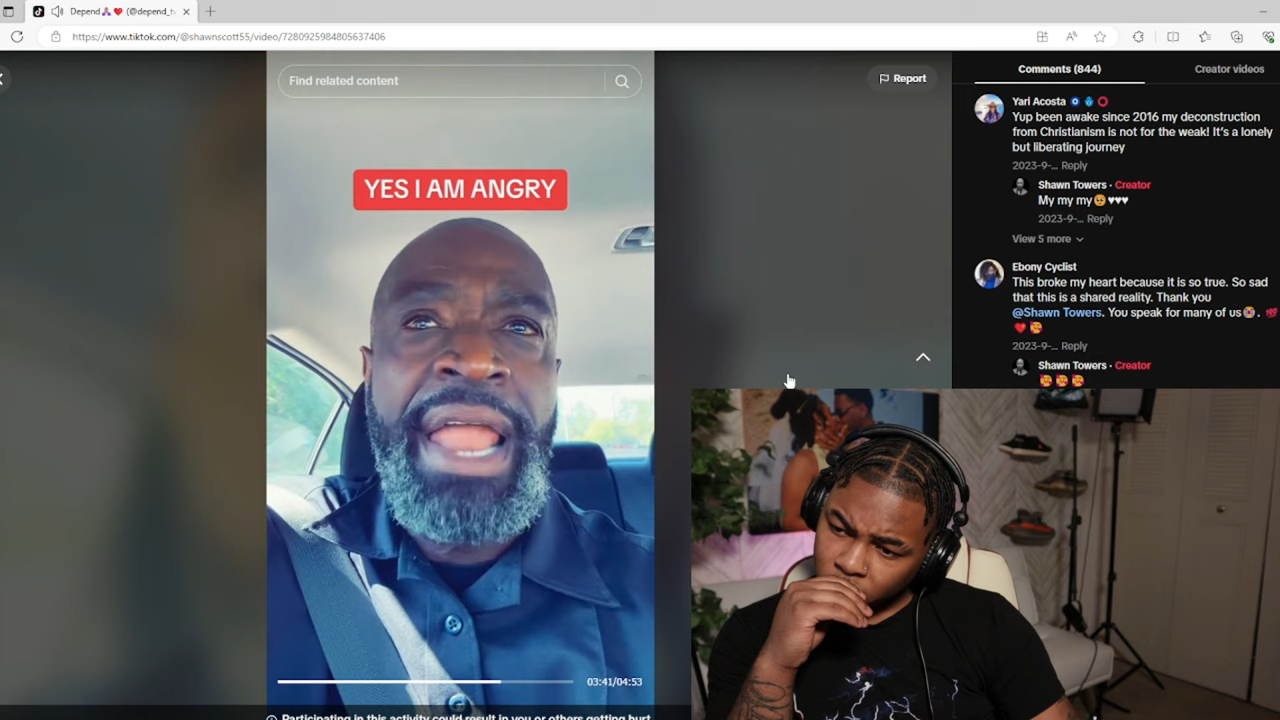 Depend🙏❤️ (@depend_t
https://www.tiktok.com/@shawnscott55/video/7280925984805637406
Find related content
Report
YES I AM ANGRY
03:41/04:53
Participating in this activity could result in you or others getting hurt
Comments (844)
Creator videos
Yari Acosta
Yup been awake since 2016 my deconstruction
from Christianism is not for the weak! It's a lonely
but liberating journey
2023-9-... Reply
Shawn Towers · Creator
My my my🥺♥♥♥
2023-9-... Reply
View 5 more
Ebony Cyclist
This broke my heart because it is so true. So sad
that this is a shared reality. Thank you
@Shawn Towers. You speak for many of us
2023-9-... Reply
Shawn Towers · Creator
🥰🥰🥰